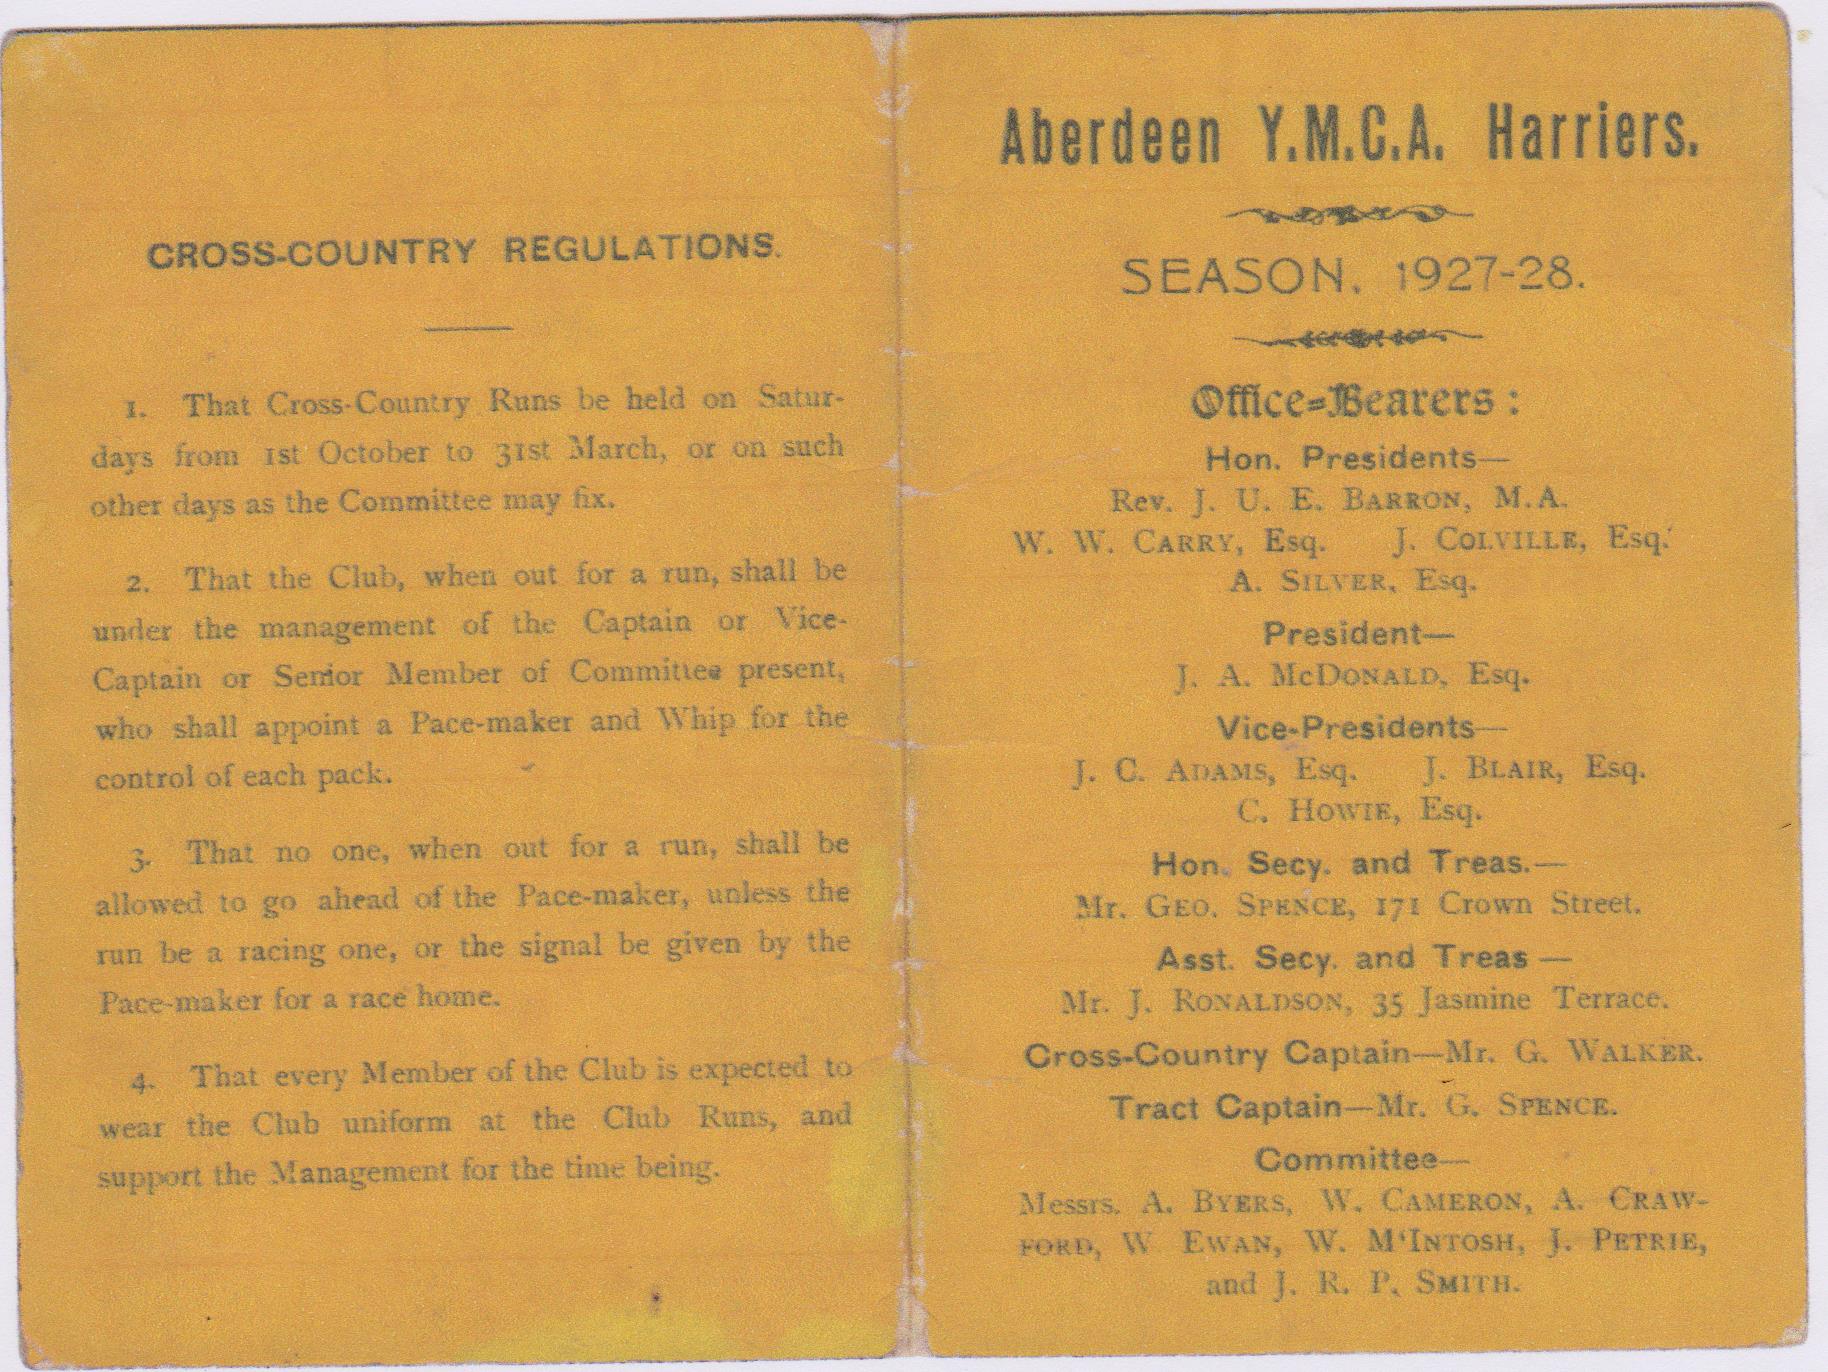 CROSS-COUNTRY REGULATIONS.
1. That Cross-Country Runs be held on Satur-
days from 1st October to 31st March, or on such
other days as the Committee may fix.
2. That the Club, when out for a run, shall be
under the management of the Captain or Vice-
Captain or Senior Member of Committee present,
who shall appoint a Pace-maker and Whip for the
control of each pack.
3. That no one, when out for a run, shall be
allowed to go ahead of the Pace-maker, unless the
run be a racing one, or the signal be given by the
Pace-maker for a race home.
4. That every Member of the Club is expected to
wear the Club uniform at the Club Runs, and
support the Management for the time being.
Aberdeen Y.M.C.A. Harriers.
SEASON, 1927-28.
Office-Bearers:
Hon. Presidents—
Rev. J. U. E. BARRON, M.A.
W. W. CARRY, Esq. J. COLVILLE, Esq.
A. SILVER, Esq.
President—
J. A. McDONALD, Esq.
Vice-Presidents—
J. C. ADAMS, Esq. J. BLAIR, Esq.
C. HOWIE, Esq.
Hon. Secy. and Treas.—
Mr. GEO. SPENCE, 171 Crown Street.
Asst. Secy. and Treas—
Mr. J. RONALDSON, 35 Jasmine Terrace.
Cross-Country Captain—Mr. G. WALKER.
Tract Captain—Mr. G. SPENCE.
Committee—
Messrs. A. BYERS, W. CAMERON, A. CRAW-
FORD, W EWAN, W. M‘INTOSH, J. PETRIE,
and J. R. P. SMITH.